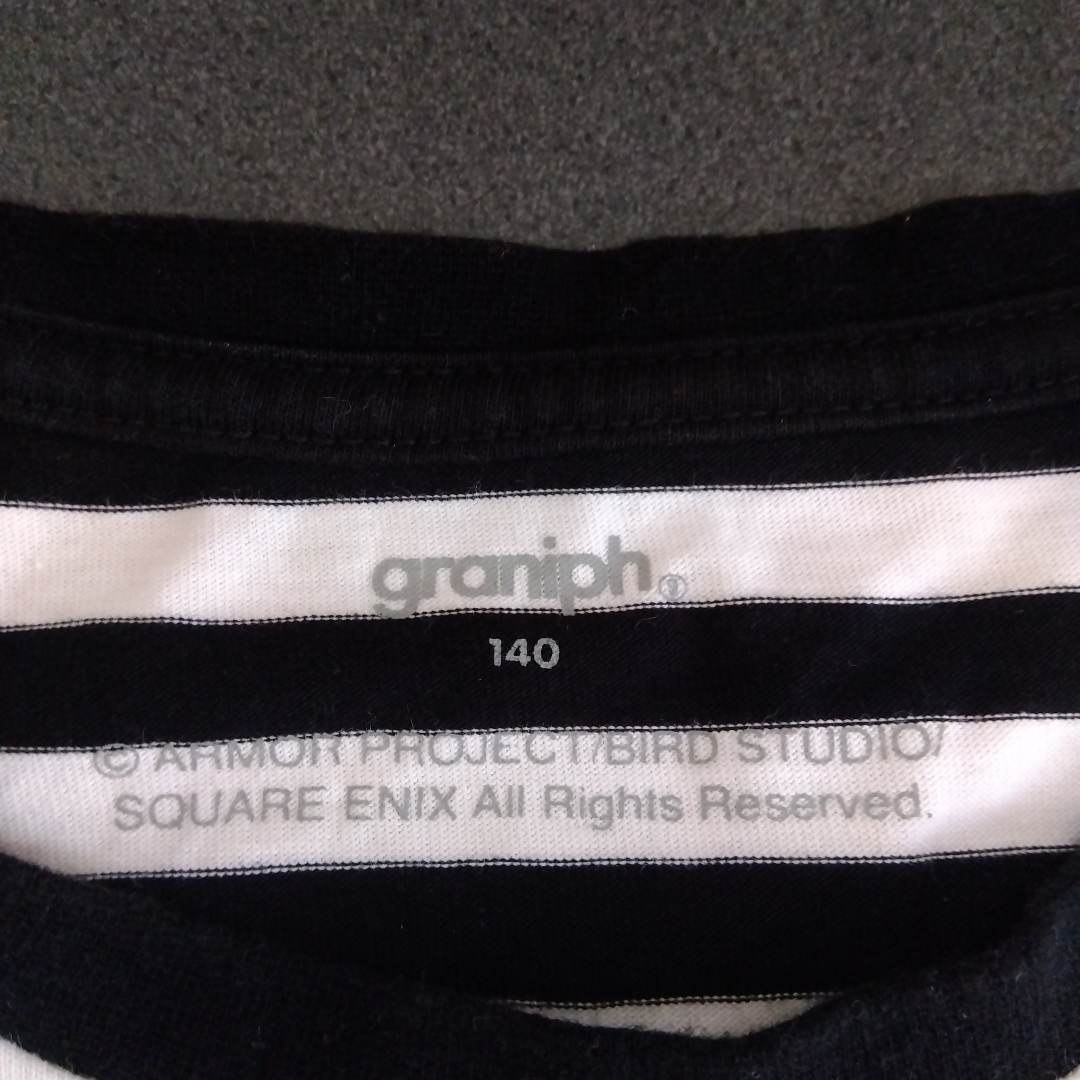 graniph®
140
© ARMOR PROJECT/BIRD STUDIO/
SQUARE ENIX All Rights Reserved.